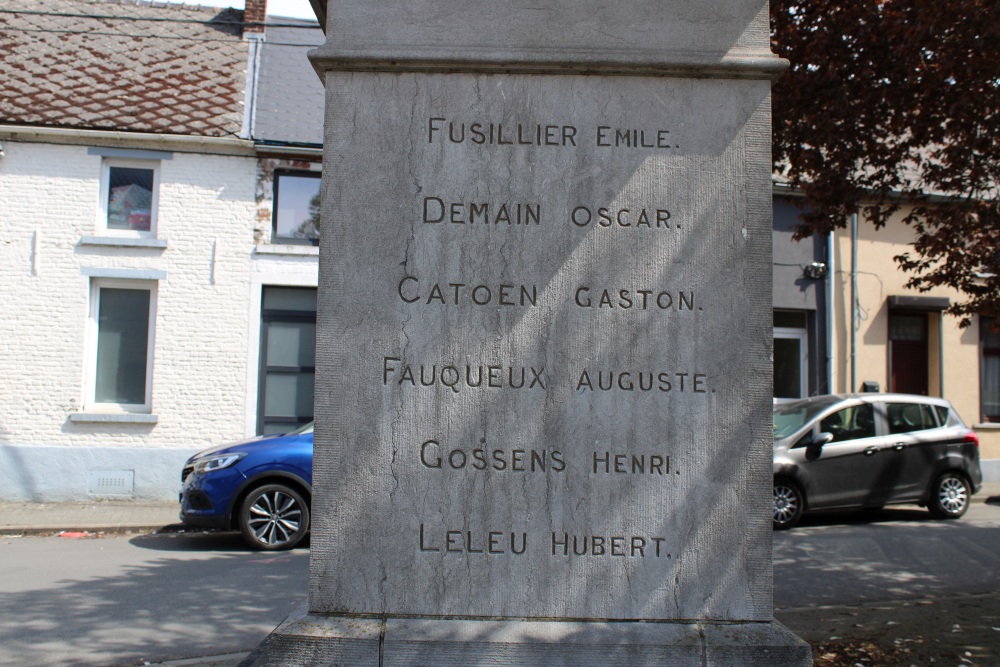 FUSILLIER EMILE.
DEMAIN OSCAR.
CATOEN GASTON.
FAUQUEUX AUGUSTE.
GOSSENS HENRI.
LELEU HUBERT.